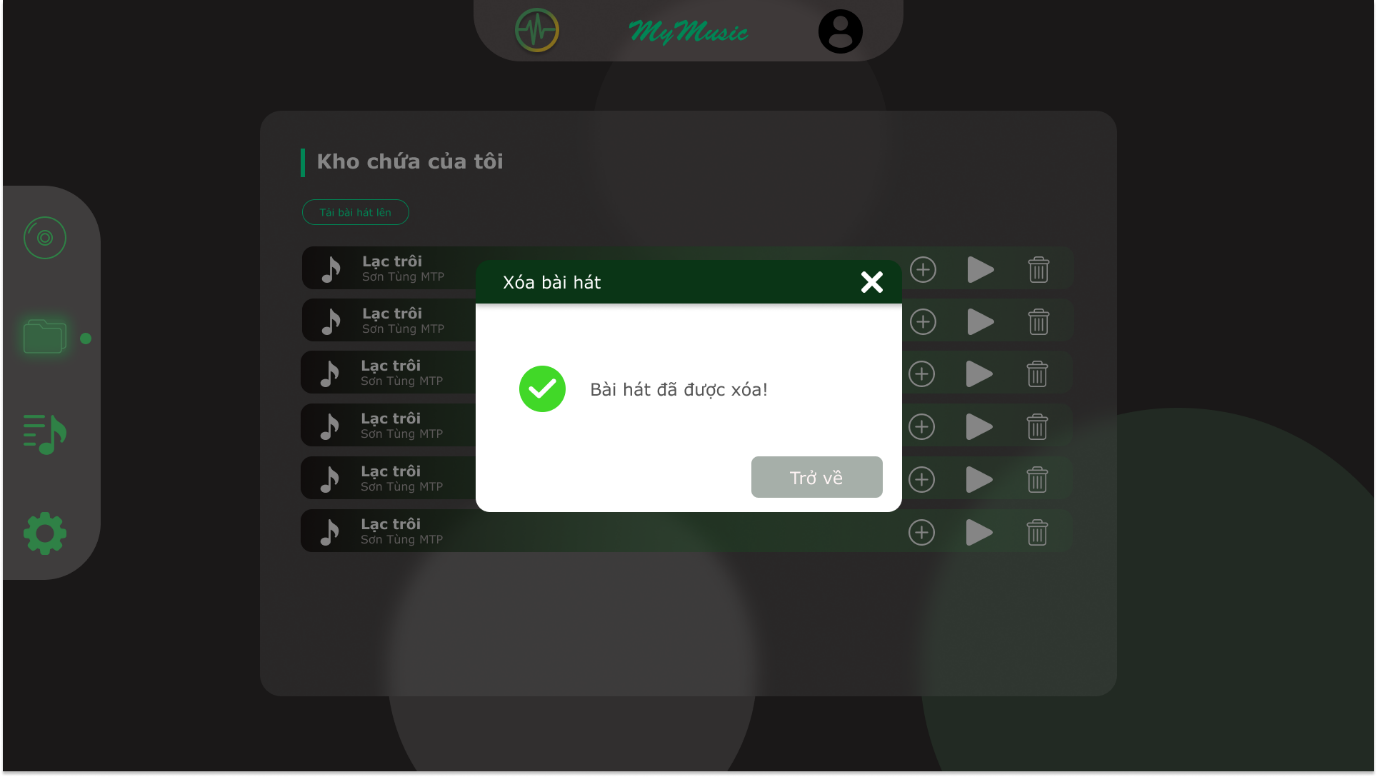 MyMusic
Kho chứa của tôi
Tải bài hát lên
Lạc trôi
Sơn Tùng MTP
Lạc trôi
Sơn Tùng MTP
Lạc trôi
Sơn Tùng MTP
Lạc trôi
Sơn Tùng MTP
Lạc trôi
Sơn Tùng MTP
Lạc trôi
Sơn Tùng MTP
Xóa bài hát
Bài hát đã được xóa!
Trở về